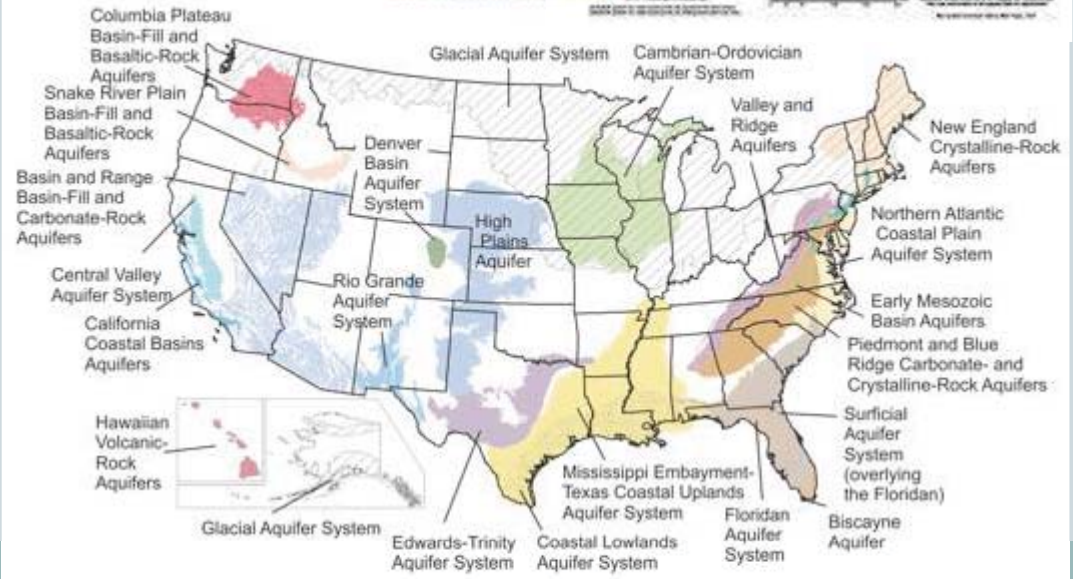 Columbia Plateau
Basin-Fill and
Basaltic-Rock
Aquifers
Snake River Plain
Basin-Fill and
Basaltic-Rock
Aquifers
Basin and Range
Basin-Fill and
Carbonate-Rock
Aquifers
Central Valley
Aquifer System
California
Coastal Basins
Aquifers
Hawaiian
Volcanic-
Rock
Aquifers
Glacial Aquifer System
Denver
Basin
Aquifer
System
Rio Grande
Aquifer
System
High
Plains
Aquifer
Glacial Aquifer System
Cambrian-Ordovician
Aquifer System
Valley and
Ridge
Aquifers
New England
Crystalline-Rock
Aquifers
Northern Atlantic
Coastal Plain
Aquifer System
Early Mesozoic
Basin Aquifers
Piedmont and Blue
Ridge Carbonate- and
Crystalline-Rock Aquifers
Surficial
Aquifer
System
(overlying
the Floridan)
Biscayne
Aquifer
Floridan
Aquifer
System
Mississippi Embayment-
Texas Coastal Uplands
Aquifer System
Coastal Lowlands
Aquifer System
Edwards-Trinity
Aquifer System